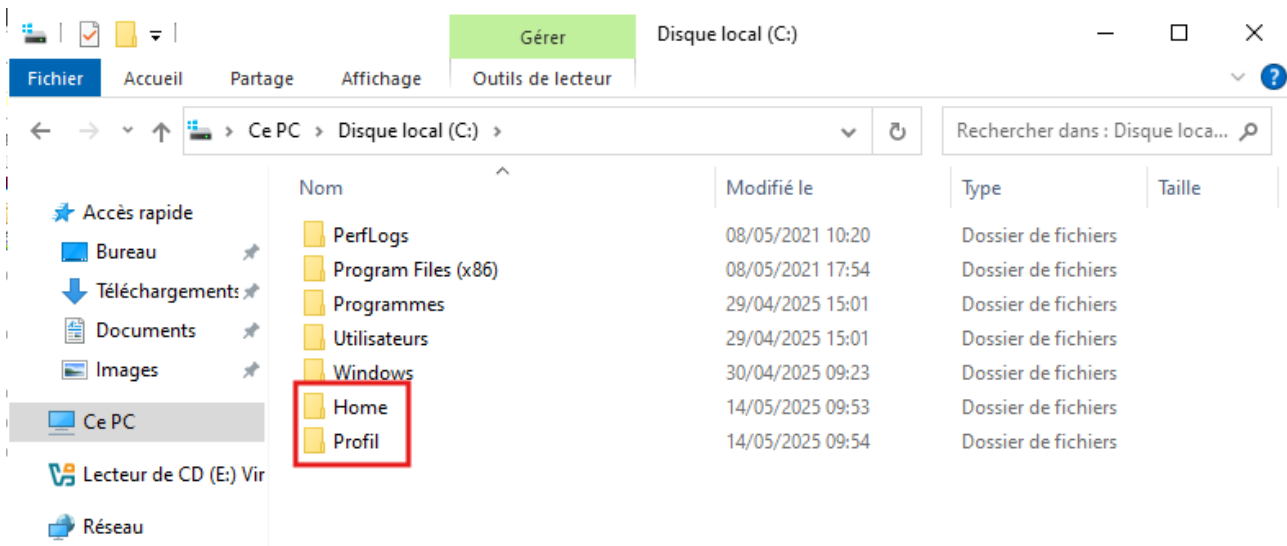 Gérer
Disque local (C:)
Fichier Accueil Partage Affichage Outils de lecteur
Ce PC > Disque local (C:) >
Rechercher dans : Disque loca...
Nom Modifié le Type Taille
Accès rapide
Bureau
Téléchargements
Documents
Images
Ce PC
Lecteur de CD (E:) Vir
Réseau
PerfLogs 08/05/2021 10:20 Dossier de fichiers
Program Files (x86) 08/05/2021 17:54 Dossier de fichiers
Programmes 29/04/2025 15:01 Dossier de fichiers
Utilisateurs 29/04/2025 15:01 Dossier de fichiers
Windows 30/04/2025 09:23 Dossier de fichiers
Home 14/05/2025 09:53 Dossier de fichiers
Profil 14/05/2025 09:54 Dossier de fichiers